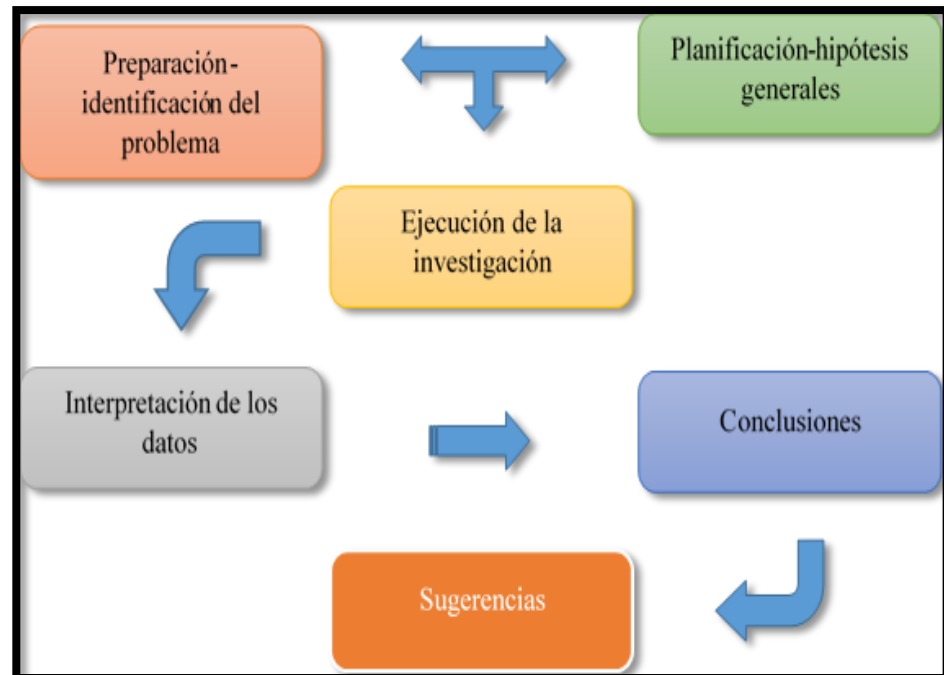 Preparación-
identificación del
problema
Planificación-hipótesis
generales
Ejecución de la
investigación
Interpretación de los
datos
Conclusiones
Sugerencias